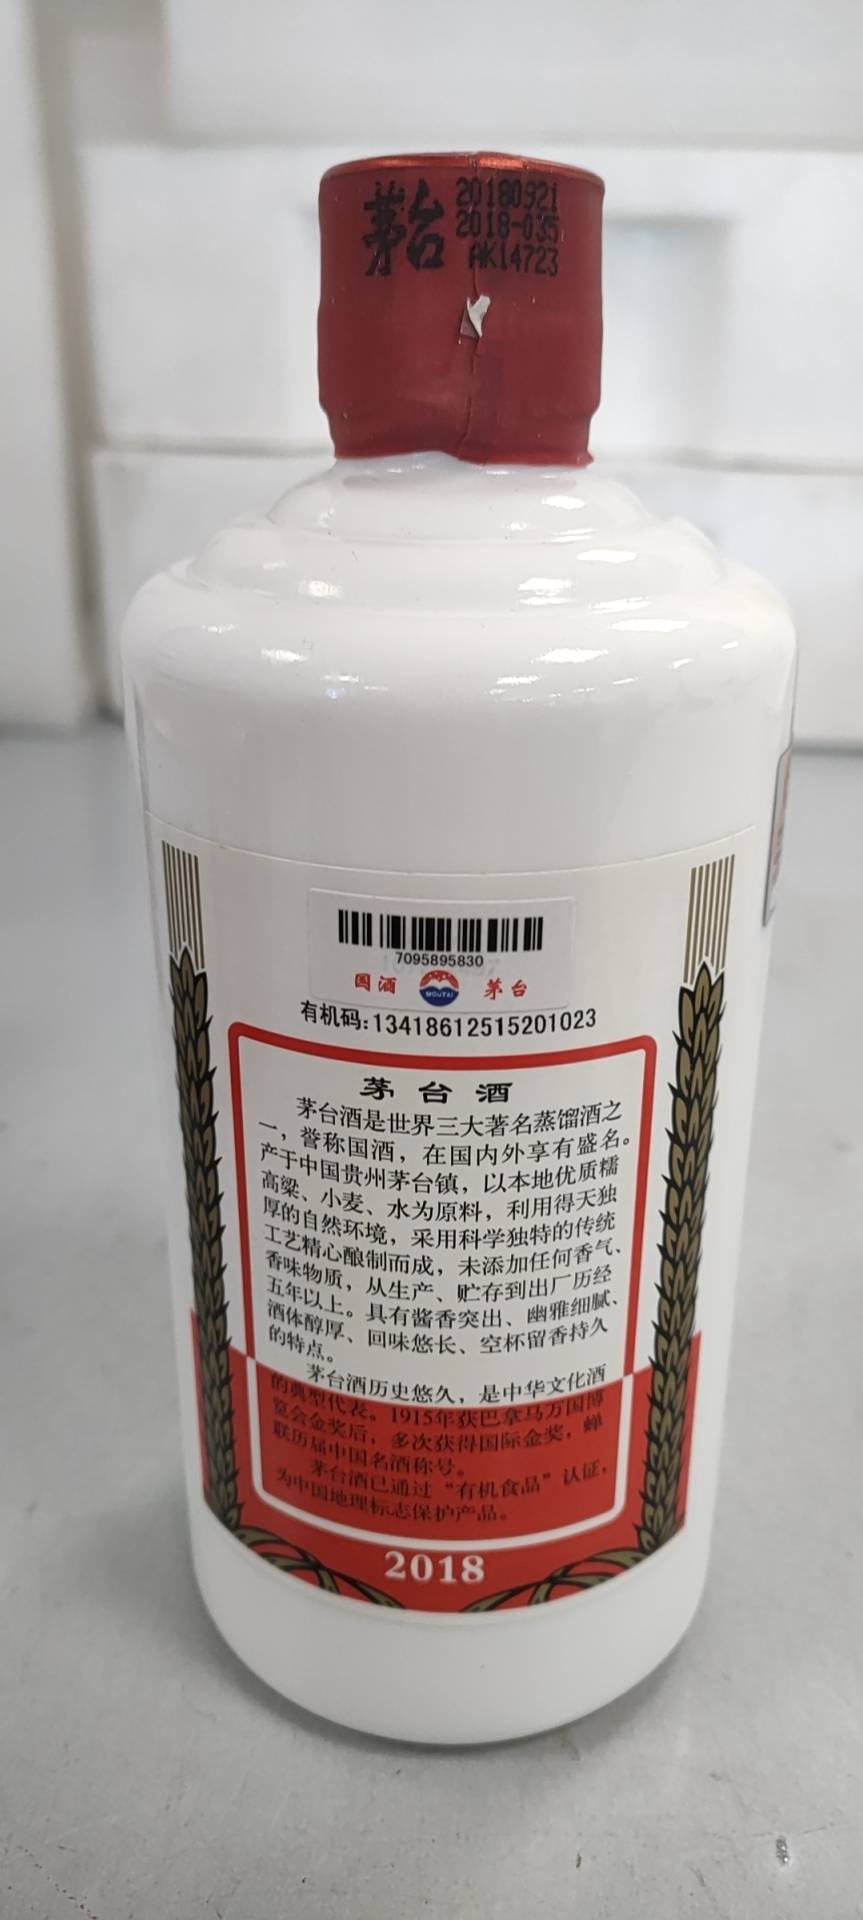 茅台
20180921
2018-035
AK14723
7095895830
国酒 MOUTAI 茅台
有机码:13418612515201023
茅台酒
茅台酒是世界三大著名蒸馏酒之
一，誉称国酒，在国内外享有盛名。
产于中国贵州茅台镇，以本地优质糯
高粱、小麦、水为原料，利用得天独
厚的自然环境，采用科学独特的传统
工艺精心酿制而成，未添加任何香气、
香味物质，从生产、贮存到出厂历经
五年以上。具有酱香突出、幽雅细腻、
酒体醇厚、回味悠长、空杯留香持久
的特点。
茅台酒历史悠久，是中华文化酒
的典型代表。1915年获巴拿马万国博
览会金奖后，多次获得国际金奖，蝉
联历届中国名酒称号。
茅台酒已通过“有机食品”认证，
为中国地理标志保护产品。
2018